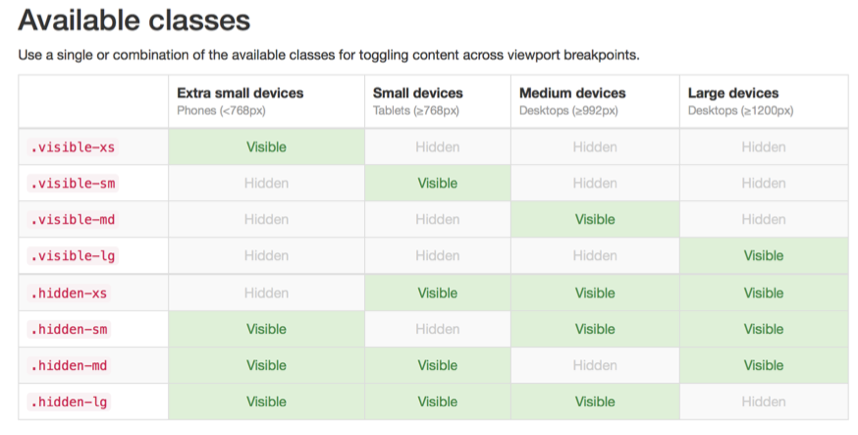 Available classes
Use a single or combination of the available classes for toggling content across viewport breakpoints.
Extra small devices Small devices Medium devices Large devices
Phones (<768px) Tablets (≥768px) Desktops (≥992px) Desktops (≥1200px)
.visible-xs Visible Hidden Hidden Hidden
.visible-sm Hidden Visible Hidden Hidden
.visible-md Hidden Hidden Visible Hidden
.visible-lg Hidden Hidden Hidden Visible
.hidden-xs Hidden Visible Visible Visible
.hidden-sm Visible Hidden Visible Visible
.hidden-md Visible Visible Hidden Visible
.hidden-lg Visible Visible Visible Hidden